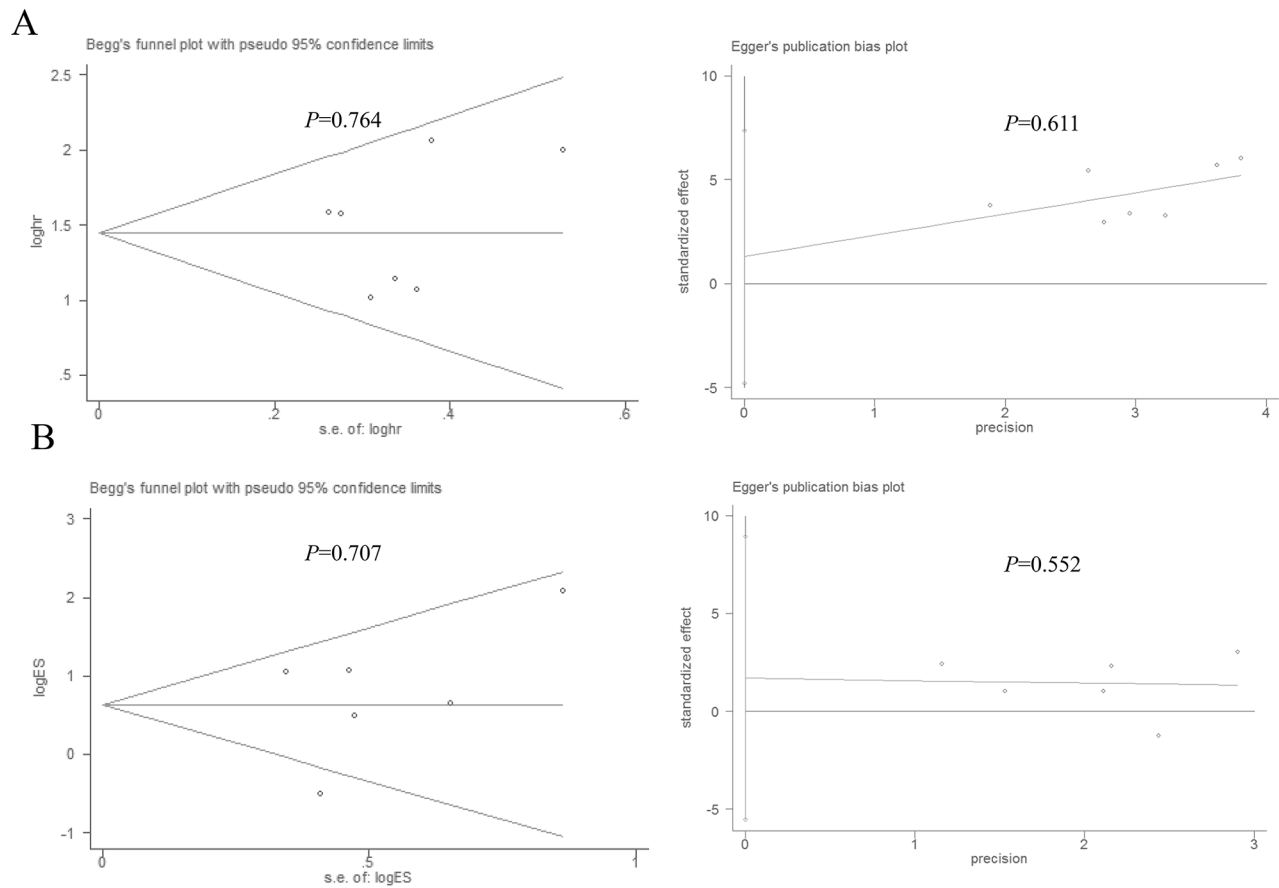 A
Begg's funnel plot with pseudo 95% confidence limits
P=0.764
loghr
2.5
2
1.5
1
.5
0 .2 .4 .6
s.e. of: loghr
Egger's publication bias plot
P=0.611
standardized effect
10
5
0
-5
0 1 2 3 4
precision
B
Begg's funnel plot with pseudo 95% confidence limits
P=0.707
logES
3
2
1
0
-1
0 .5 1
s.e. of: logES
Egger's publication bias plot
P=0.552
standardized effect
10
5
0
-5
0 1 2 3
precision